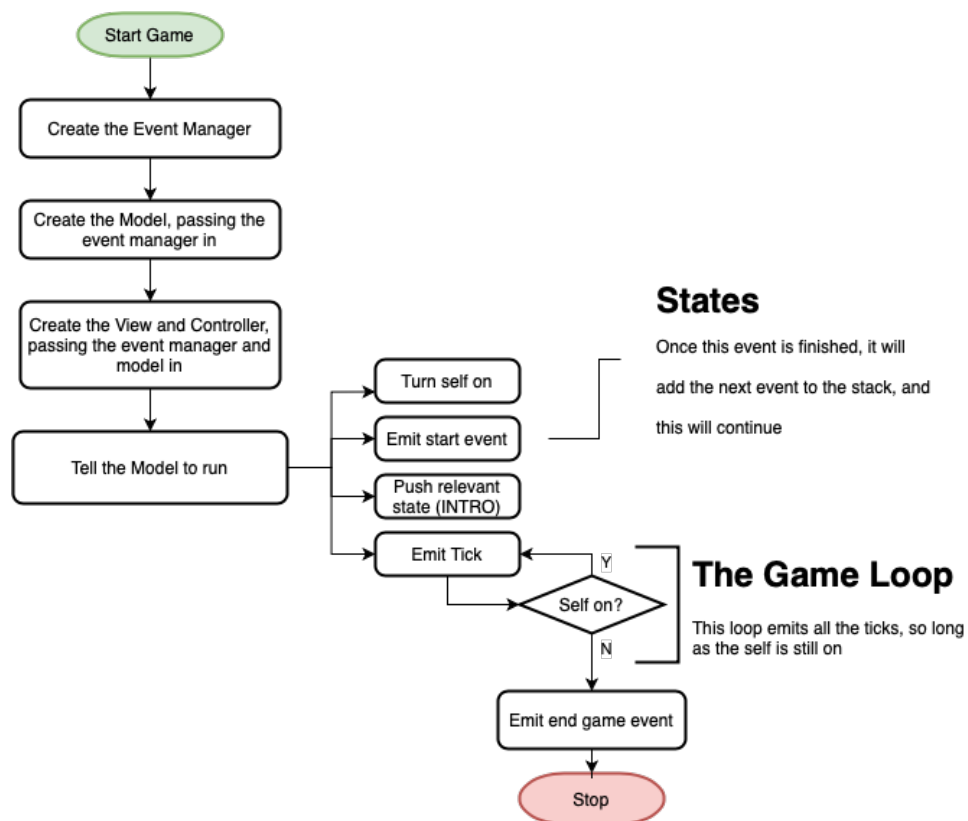 Start Game
Create the Event Manager
Create the Model, passing the
event manager in
Create the View and Controller,
passing the event manager and
model in
Tell the Model to run
Turn self on
Emit start event
Push relevant
state (INTRO)
Emit Tick
States
Once this event is finished, it will
add the next event to the stack, and
this will continue
Y
Self on?
N
The Game Loop
This loop emits all the ticks, so long
as the self is still on
Emit end game event
Stop